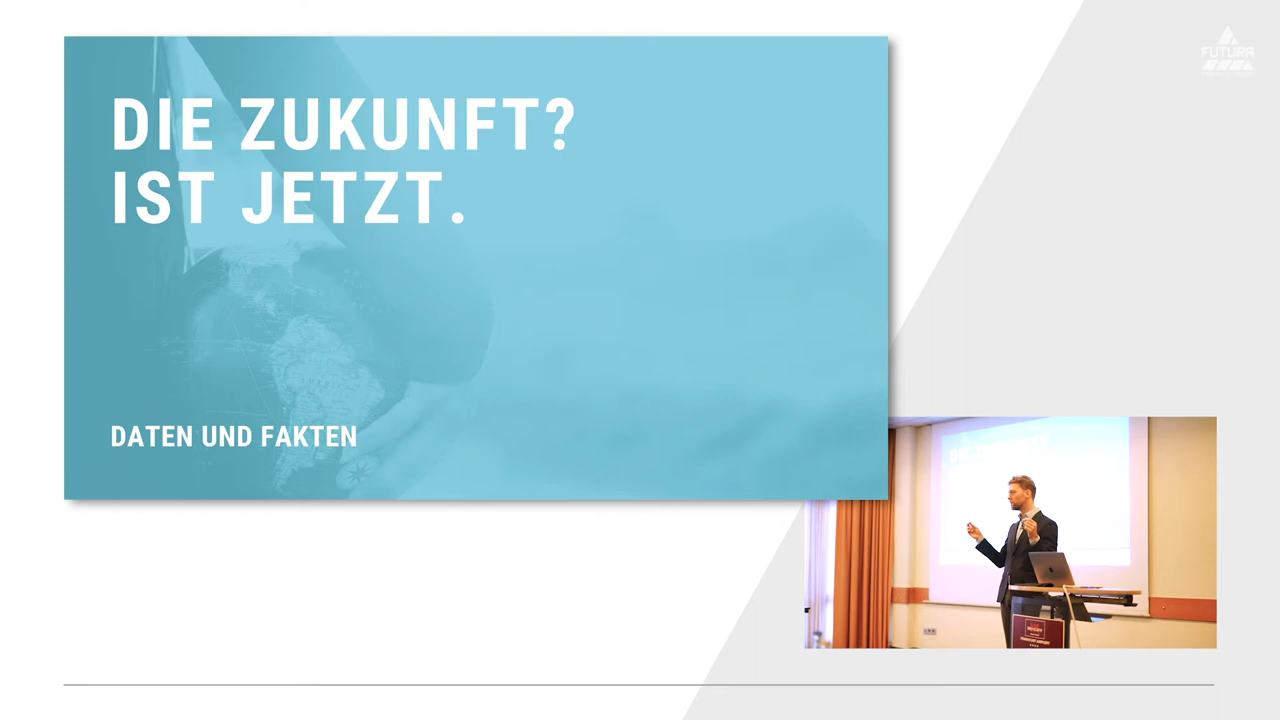 DIE ZUKUNFT?
IST JETZT.
DATEN UND FAKTEN
FUTURA